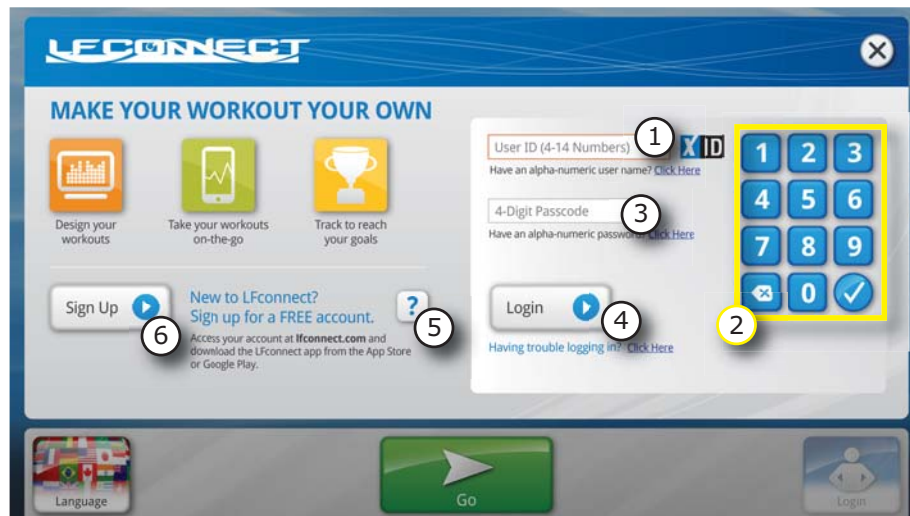 LFCONNECT
MAKE YOUR WORKOUT YOUR OWN
Design your
workouts
Take your workouts
on-the-go
Track to reach
your goals
Sign Up
6
New to LFconnect?
Sign up for a FREE account.
?
5
Access your account at lfconnect.com and
download the LFconnect app from the App Store
or Google Play.
User ID (4-14 Numbers)
1
XID
Have an alpha-numeric user name? Click Here
4-Digit Passcode
3
Have an alpha-numeric password? Click Here
Login
4
Having trouble logging in? Click Here
1 2 3
4 5 6
7 8 9
0
2
Language
Go
Login